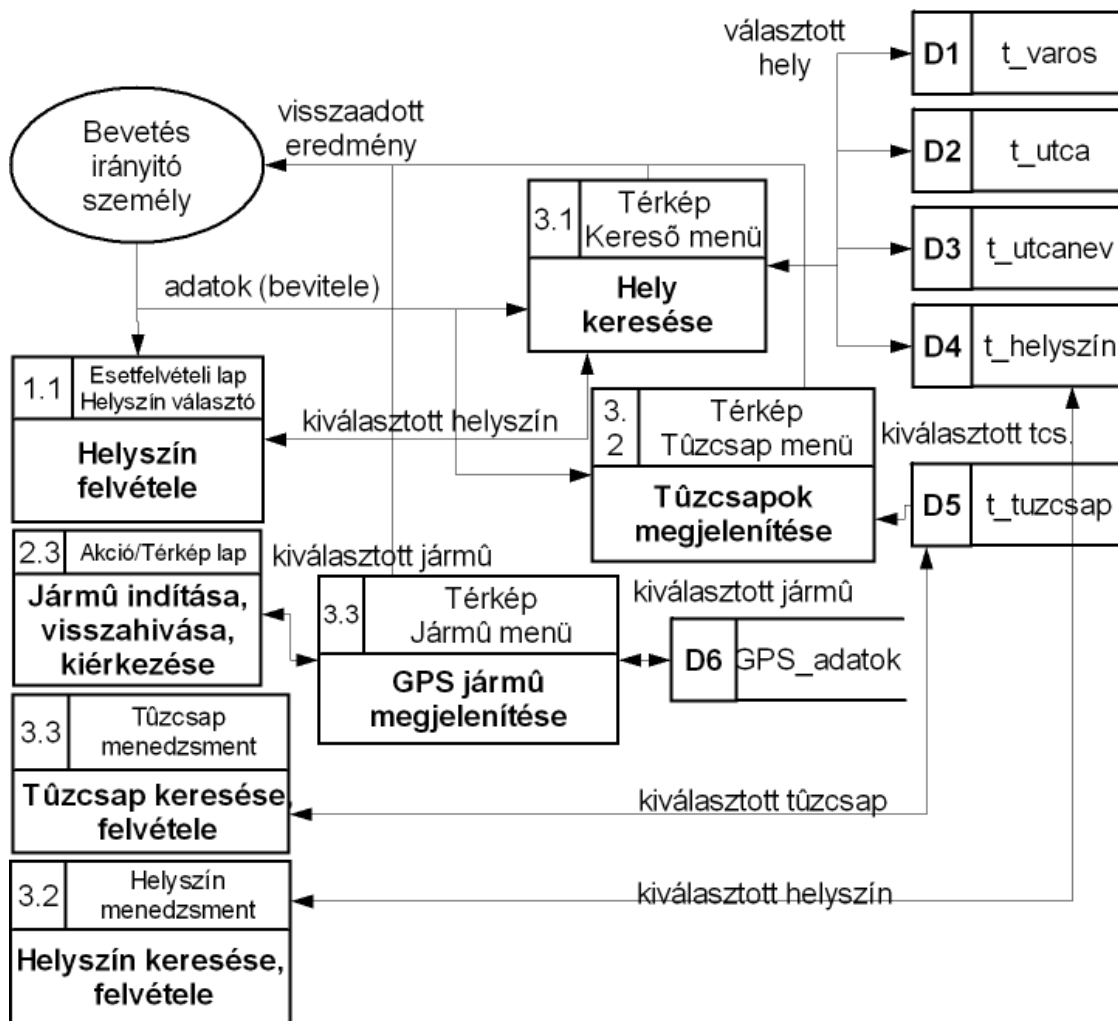 választott
hely
D1
t_varos
visszaadott
eredmény
Bevetés
irányitó
személy
D2
t_utca
3.1
Térkép
Keresõ menü
Hely
keresése
D3
t_utcanev
adatok (bevitele)
D4
t_helyszín
1.1
Esetfelvételi lap
Helyszín választó
Helyszín
felvétele
kiválasztott helyszín
3.
2
Térkép
Tûzcsap menü
Tûzcsapok
megjelenítése
kiválasztott tcs.
D5
t_tuzcsap
2.3
Akció/Térkép lap
Jármû indítása,
visszahivása,
kiérkezése
kiválasztott jármû
3.3
Térkép
Jármû menü
GPS jármû
megjelenítése
kiválasztott jármû
D6
GPS_adatok
3.3
Tûzcsap
menedzsment
Tûzcsap keresése,
felvétele
kiválasztott tûzcsap
3.2
Helyszín
menedzsment
Helyszín keresése,
felvétele
kiválasztott helyszín